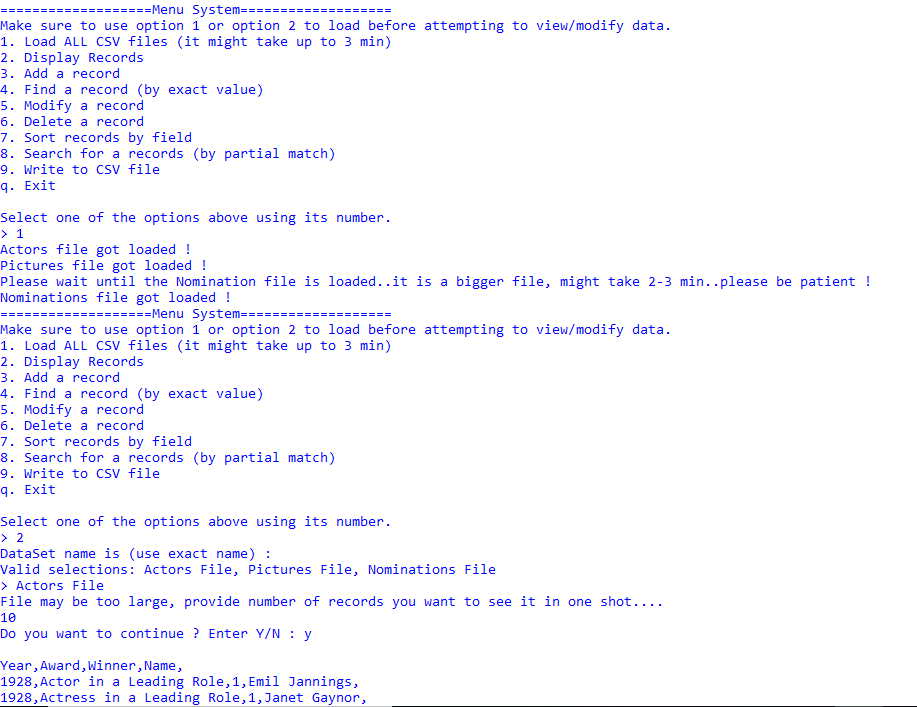 ===================Menu System===================
Make sure to use option 1 or option 2 to load before attempting to view/modify data.
1. Load ALL CSV files (it might take up to 3 min)
2. Display Records
3. Add a record
4. Find a record (by exact value)
5. Modify a record
6. Delete a record
7. Sort records by field
8. Search for a records (by partial match)
9. Write to CSV file
q. Exit
Select one of the options above using its number.
> 1
Actors file got loaded !
Pictures file got loaded !
Please wait until the Nomination file is loaded..it is a bigger file, might take 2-3 min..please be patient !
Nominations file got loaded !
===================Menu System===================
Make sure to use option 1 or option 2 to load before attempting to view/modify data.
1. Load ALL CSV files (it might take up to 3 min)
2. Display Records
3. Add a record
4. Find a record (by exact value)
5. Modify a record
6. Delete a record
7. Sort records by field
8. Search for a records (by partial match)
9. Write to CSV file
q. Exit
Select one of the options above using its number.
> 2
DataSet name is (use exact name) :
Valid selections: Actors File, Pictures File, Nominations File
> Actors File
File may be too large, provide number of records you want to see it in one shot....
10
Do you want to continue ? Enter Y/N : y
Year,Award,Winner,Name,
1928,Actor in a Leading Role,1,Emil Jannings,
1928,Actress in a Leading Role,1,Janet Gaynor,